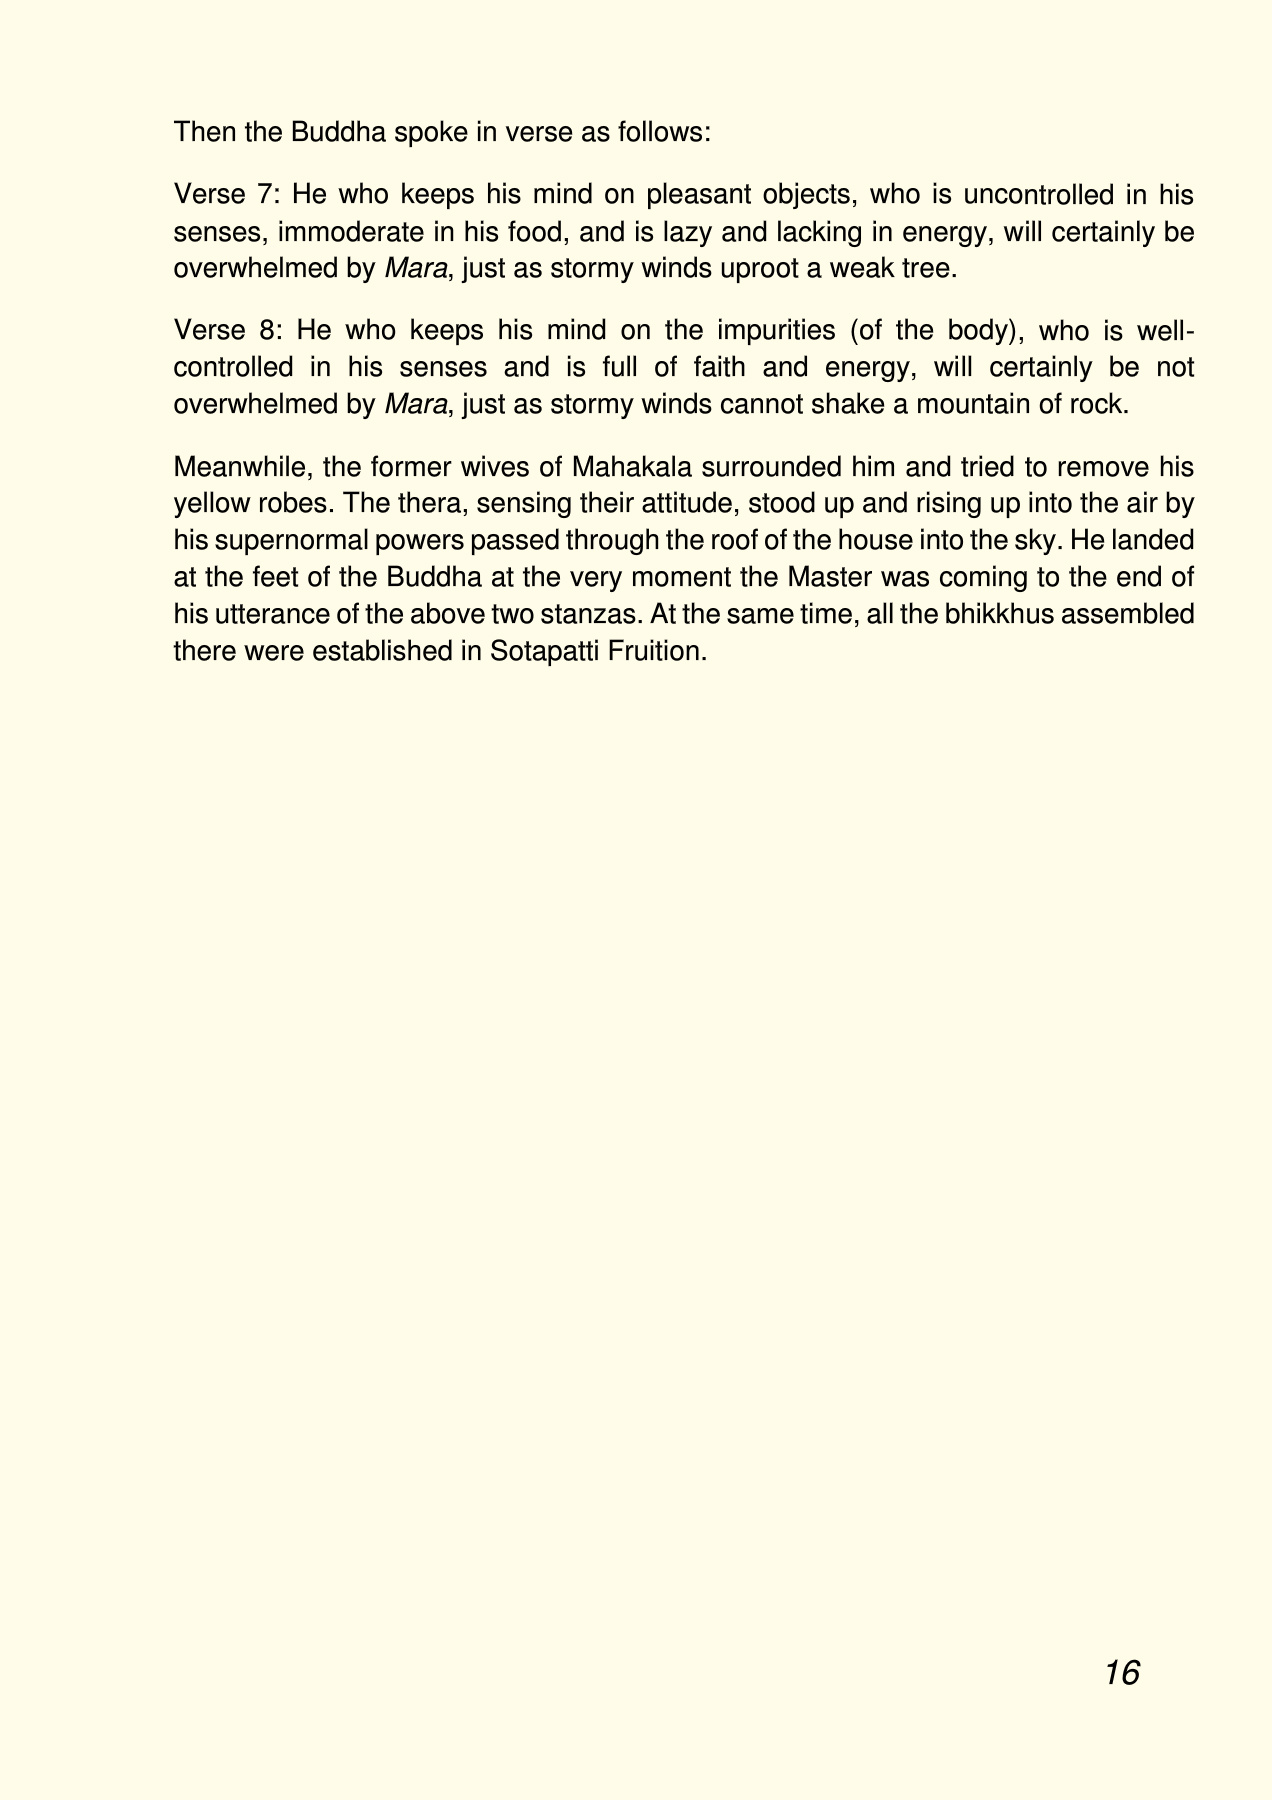 Then the Buddha spoke in verse as follows:
Verse 7: He who keeps his mind on pleasant objects, who is uncontrolled in his
senses, immoderate in his food, and is lazy and lacking in energy, will certainly be
overwhelmed by Mara, just as stormy winds uproot a weak tree.
Verse 8: He who keeps his mind on the impurities (of the body), who is well-
controlled in his senses and is full of faith and energy, will certainly be not
overwhelmed by Mara, just as stormy winds cannot shake a mountain of rock.
Meanwhile, the former wives of Mahakala surrounded him and tried to remove his
yellow robes. The thera, sensing their attitude, stood up and rising up into the air by
his supernormal powers passed through the roof of the house into the sky. He landed
at the feet of the Buddha at the very moment the Master was coming to the end of
his utterance of the above two stanzas. At the same time, all the bhikkhus assembled
there were established in Sotapatti Fruition.
16